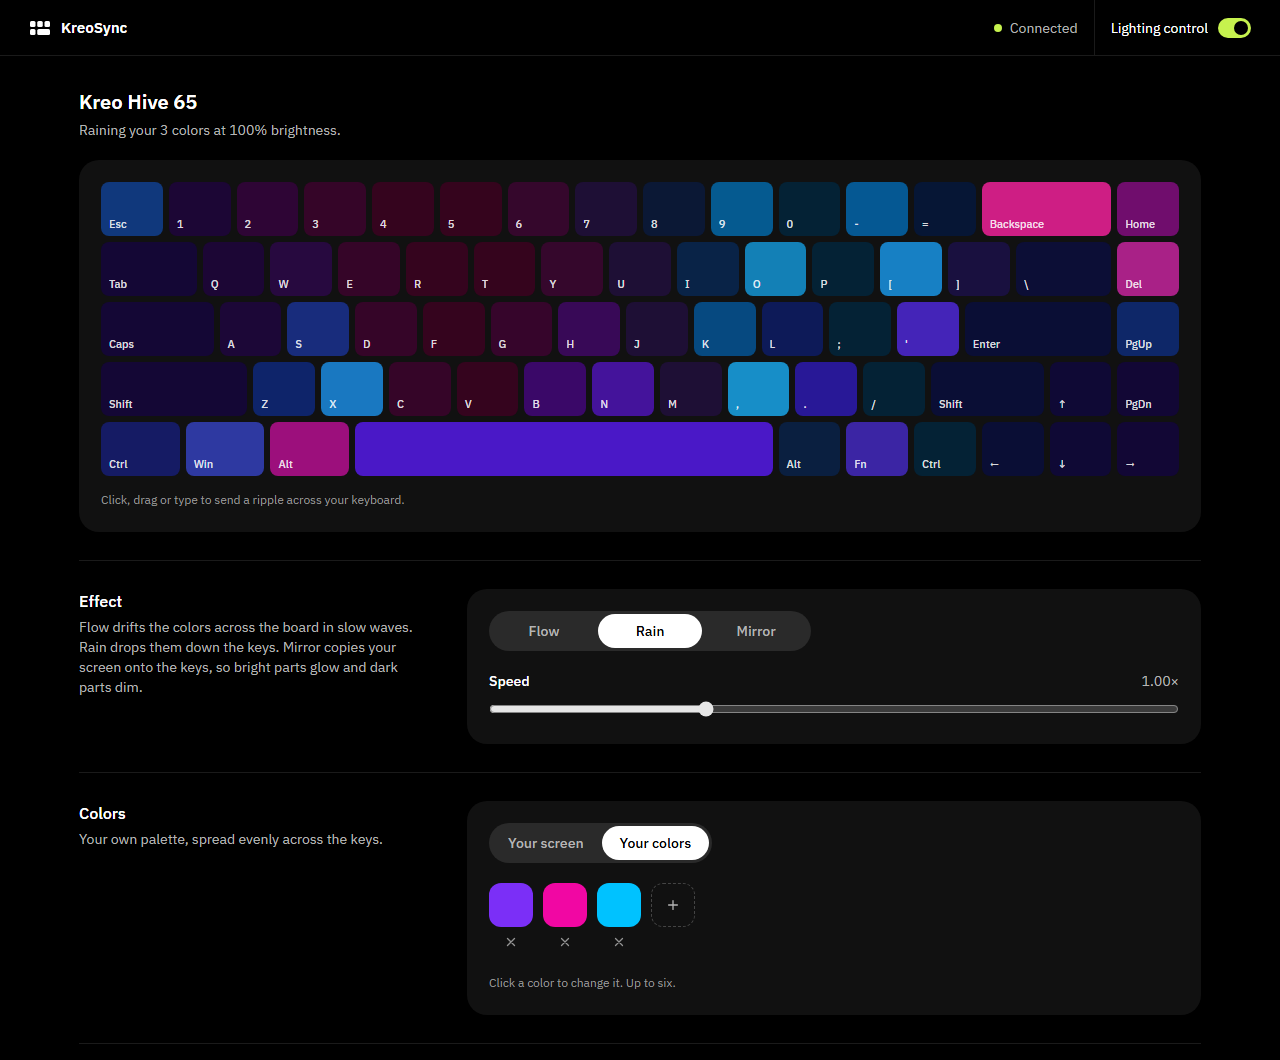 KreoSync
Connected
Lighting control
Kreo Hive 65
Raining your 3 colors at 100% brightness.
Esc 1 2 3 4 5 6 7 8 9 0 - = Backspace Home
Tab Q W E R T Y U I O P [ ] \ Del
Caps A S D F G H J K L ; ' Enter PgUp
Shift Z X C V B N M , . / Shift ↑ PgDn
Ctrl Win Alt Alt Fn Ctrl ← ↓ →
Click, drag or type to send a ripple across your keyboard.
Effect
Flow drifts the colors across the board in slow waves.
Rain drops them down the keys. Mirror copies your
screen onto the keys, so bright parts glow and dark
parts dim.
Flow Rain Mirror
Speed 1.00×
Colors
Your own palette, spread evenly across the keys.
Your screen Your colors
+
× × ×
Click a color to change it. Up to six.